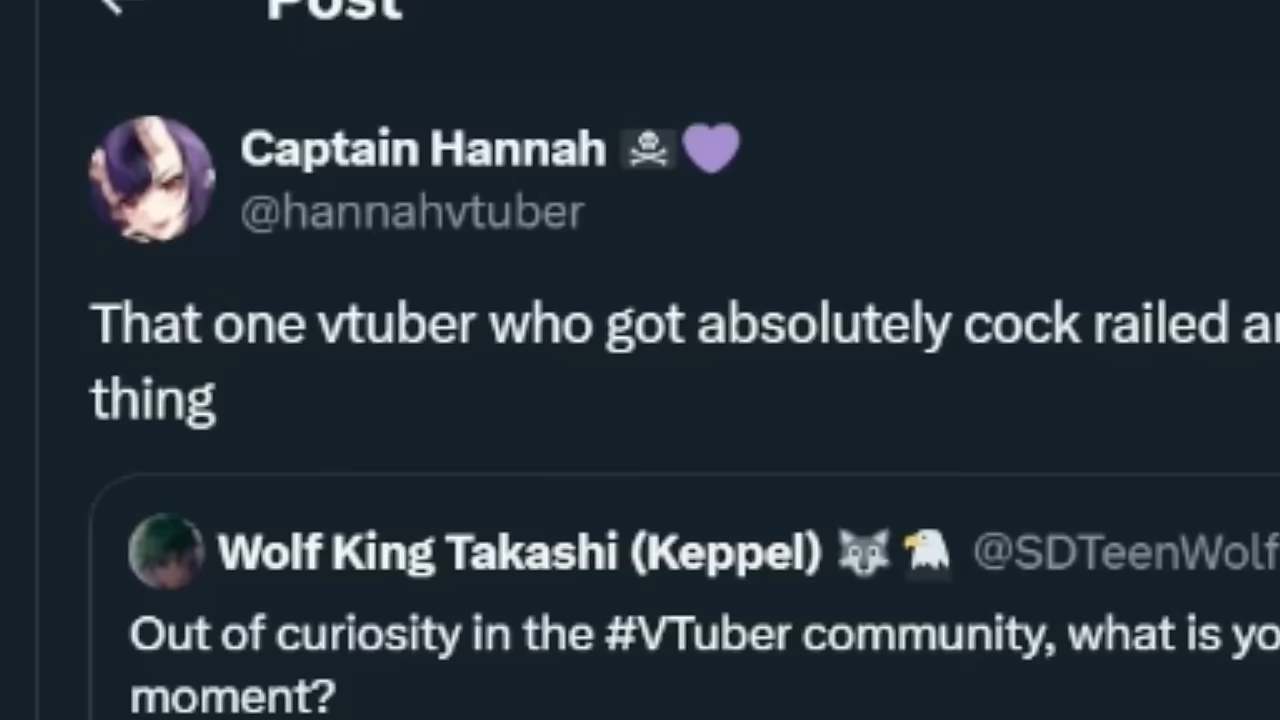 Post
Captain Hannah ☠💜
@hannahvtuber
That one vtuber who got absolutely cock railed
thing
Wolf King Takashi (Keppel) 🐺🦅 @SDTeenWolf
Out of curiosity in the #VTuber community, what is
moment?